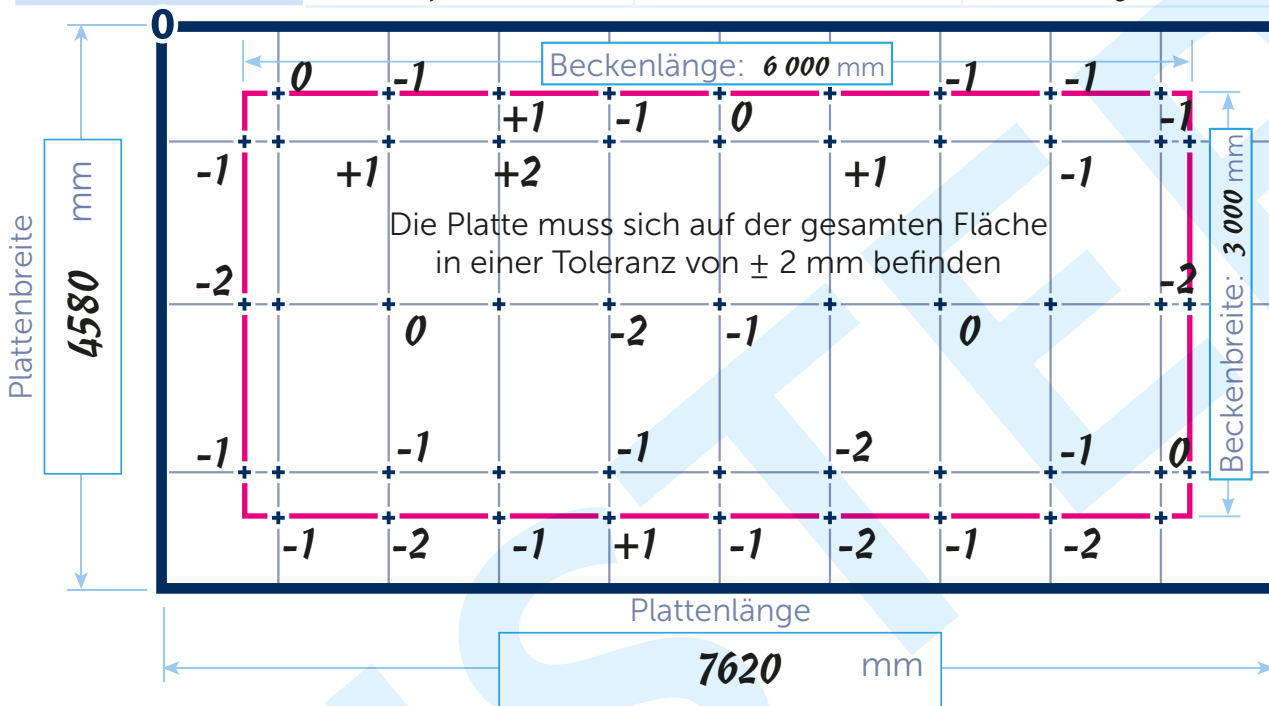 0
Beckenlänge: 6 000 mm
0 -1 -1 -1
+1 -1 0 -1
-1 +1 +2 +1 -1
Die Platte muss sich auf der gesamten Fläche
in einer Toleranz von ± 2 mm befinden
-2 -2
0 -2 -1 0
-1 -1 -1 -2 -1 0
-1 -2 -1 +1 -1 -2 -1 -2
Plattenbreite
4580 mm
Beckenbreite: 3 000 mm
Plattenlänge
7620 mm